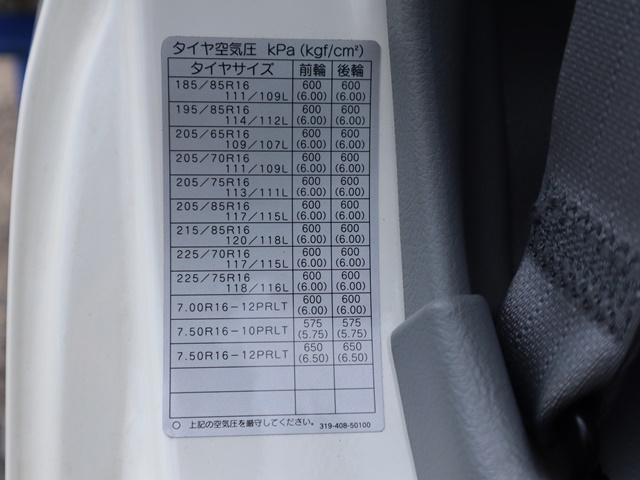 タイヤ空気圧 kPa(kgf/cm²)
タイヤサイズ 前輪 後輪
185/85R16 600 600
111/109L (6.00) (6.00)
195/85R16 600 600
114/112L (6.00) (6.00)
205/65R16 600 600
109/107L (6.00) (6.00)
205/70R16 600 600
111/109L (6.00) (6.00)
205/75R16 600 600
113/111L (6.00) (6.00)
205/85R16 600 600
117/115L (6.00) (6.00)
215/85R16 600 600
120/118L (6.00) (6.00)
225/70R16 600 600
117/115L (6.00) (6.00)
225/75R16 600 600
118/116L (6.00) (6.00)
7.00R16-12PRLT 600 600
(6.00) (6.00)
7.50R16-10PRLT 575 575
(5.75) (5.75)
7.50R16-12PRLT 650 650
(6.50) (6.50)
○ 上記の空気圧を厳守してください。 319-408-50100